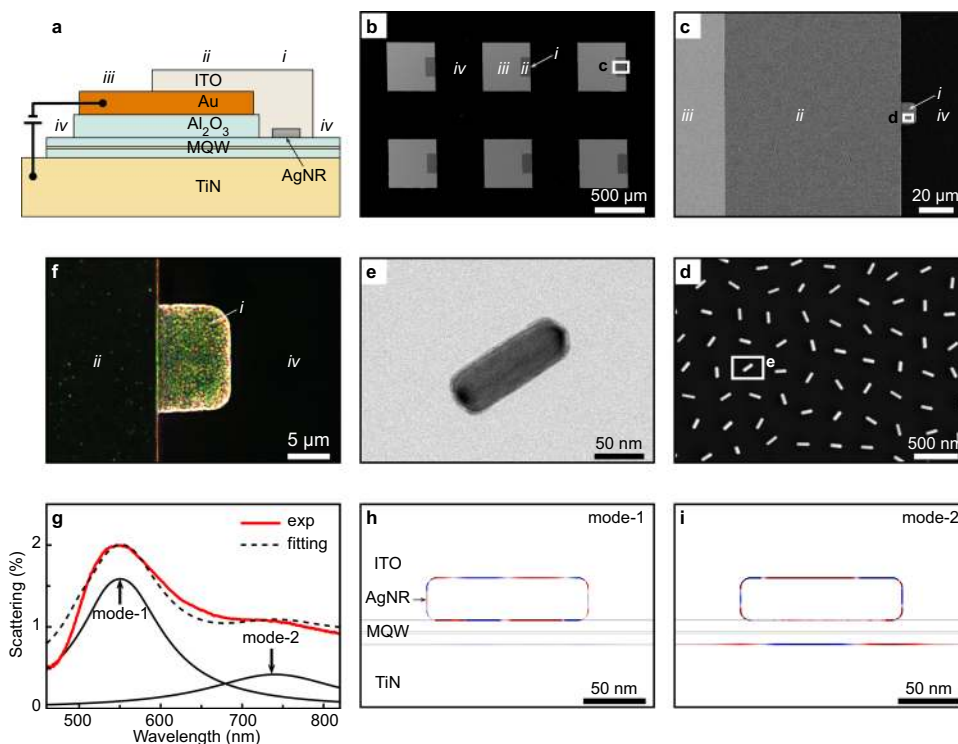 a
ii
i
iii
ITO
Au
iv
Al₂O₃
iv
MQW
AgNR
TiN
b
i
iv
iii
ii
c
500 µm
c
i
d
iii
ii
iv
20 µm
f
i
ii
iv
5 µm
e
50 nm
d
e
500 nm
g
exp
fitting
2
1
0
Scattering (%)
mode-1
mode-2
500
600
700
800
Wavelength (nm)
h
mode-1
ITO
AgNR
MQW
TiN
50 nm
i
mode-2
50 nm